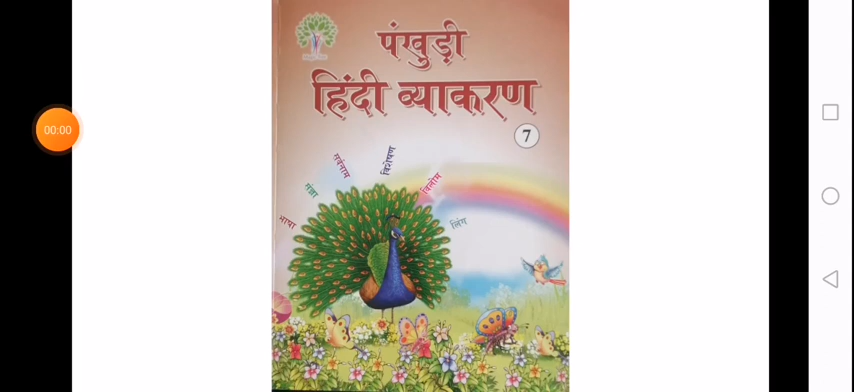 00:00
पंखुड़ी
हिंदी व्याकरण
7
भाषा
संज्ञा
सर्वनाम
विशेषण
विलोम
लिंग